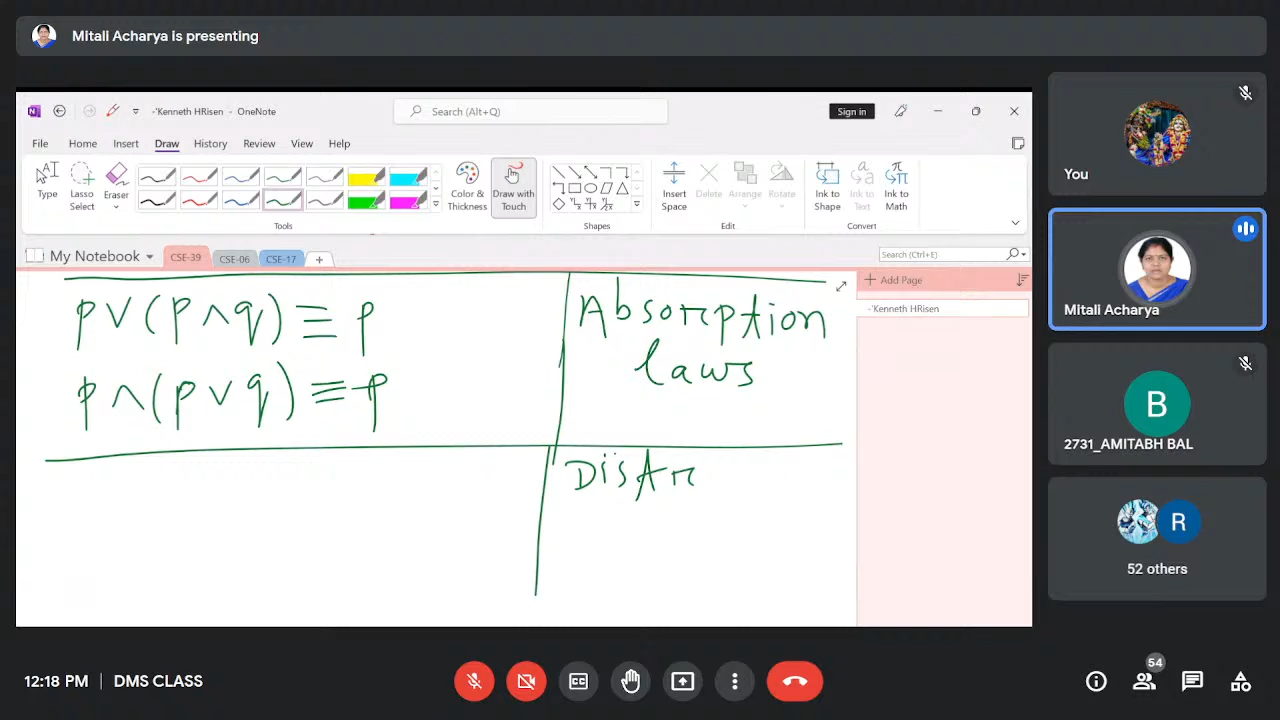 Mitali Acharya is presenting
-'Kenneth HRisen - OneNote
Search (Alt+Q)
Sign in
File Home Insert Draw History Review View Help
Type
Lasso Select
Eraser
Color & Thickness
Draw with Touch
Insert Space
Delete
Arrange
Rotate
Ink to Shape
Ink to Text
Ink to Math
Tools
Shapes
Edit
Convert
My Notebook
CSE-39
CSE-06
CSE-17
Search (Ctrl+E)
Add Page
-'Kenneth HRisen
p∨(p∧q)≡p
p∧(p∨q)≡p
Absorption
laws
You
Mitali Acharya
B
2731_AMITABH BAL
R
52 others
12:18 PM | DMS CLASS
CC
54